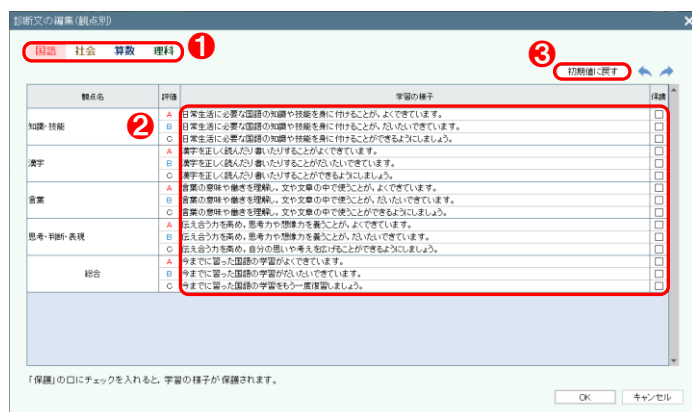 診断文の編集(観点別)
国語 社会 算数 理科 ❶
❸
初期値に戻す
観点名 評価 学習の様子 保護
知識・技能 ❷ A 日常生活に必要な国語の知識や技能を身に付けることが、よくできています。
B 日常生活に必要な国語の知識や技能を身に付けることが、だいたいできています。
C 日常生活に必要な国語の知識や技能を身に付けることができるようにしましょう。
漢字 A 漢字を正しく読んだり書いたりすることがよくできています。
B 漢字を正しく読んだり書いたりすることがだいたいできています。
C 漢字を正しく読んだり書いたりすることができるようにしましょう。
言葉 A 言葉の意味や働きを理解し、文や文章の中で使うことが、よくできています。
B 言葉の意味や働きを理解し、文や文章の中で使うことが、だいたいできています。
C 言葉の意味や働きを理解し、文や文章の中で使うことができるようにしましょう。
思考・判断・表現 A 伝え合う力を高め、思考力や想像力を養うことが、よくできています。
B 伝え合う力を高め、思考力や想像力を養うことが、だいたいできています。
C 伝え合う力を高め、自分の思いや考えを広げることができるようにしましょう。
総合 A 今までに習った国語の学習がよくできています。
B 今までに習った国語の学習がだいたいできています。
C 今までに習った国語の学習をもう一度復習しましょう。
「保護」の口にチェックを入れると、学習の様子が保護されます。
OK キャンセル